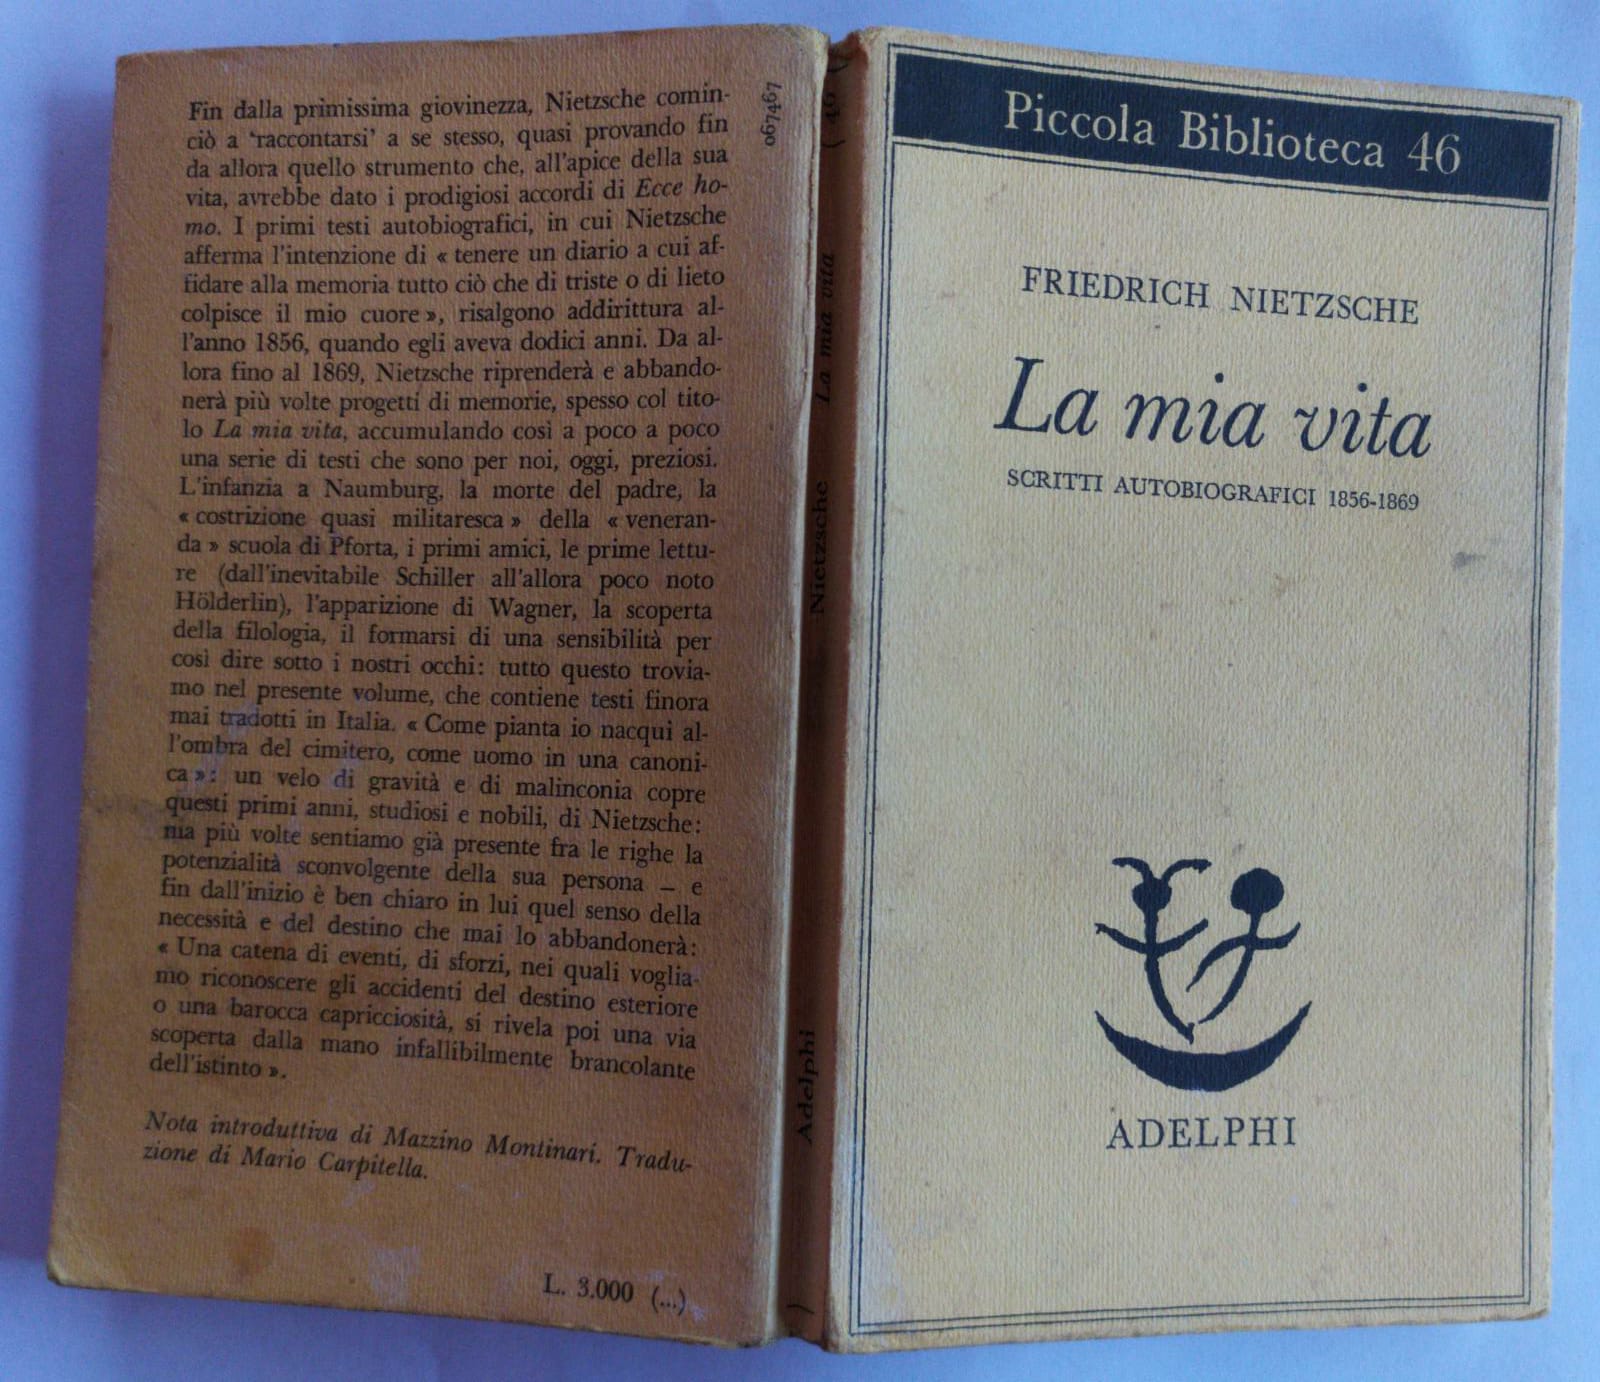 Fin dalla primissima giovinezza, Nietzsche comin-
ciò a ‘raccontarsi’ a se stesso, quasi provando fin
da allora quello strumento che, all'apice della sua
vita, avrebbe dato i prodigiosi accordi di Ecce ho-
mo. I primi testi autobiografici, in cui Nietzsche
afferma l'intenzione di « tenere un diario a cui af-
fidare alla memoria tutto ciò che di triste o di lieto
colpisce il mio cuore », risalgono addirittura al-
l'anno 1856, quando egli aveva dodici anni. Da al-
lora fino al 1869, Nietzsche riprenderà e abbando-
nerà più volte progetti di memorie, spesso col tito-
lo La mia vita, accumulando così a poco a poco
una serie di testi che sono per noi, oggi, preziosi.
L'infanzia a Naumburg, la morte del padre, la
« costrizione quasi militaresca » della « veneran-
da » scuola di Pforta, i primi amici, le prime lettu-
re (dall'inevitabile Schiller all'allora poco noto
Hölderlin), l'apparizione di Wagner, la scoperta
della filologia, il formarsi di una sensibilità per
così dire sotto i nostri occhi: tutto questo trovia-
mo nel presente volume, che contiene testi finora
mai tradotti in Italia. « Come pianta io nacqui al-
l'ombra del cimitero, come uomo in una canoni-
ca »: un velo di gravità e di malinconia copre
questi primi anni, studiosi e nobili, di Nietzsche:
ma più volte sentiamo già presente fra le righe la
potenzialità sconvolgente della sua persona – e
fin dall'inizio è ben chiaro in lui quel senso della
necessità e del destino che mai lo abbandonerà:
« Una catena di eventi, di sforzi, nei quali voglia-
mo riconoscere gli accidenti del destino esteriore
o una barocca capricciosità, si rivela poi una via
scoperta dalla mano infallibilmente brancolante
dell'istinto ».
Nota introduttiva di Mazzino Montinari. Tradu-
zione di Mario Carpitella.
L. 3.000 (...)
067467
( 46 )
La mia vita
Nietzsche
Adelphi
Piccola Biblioteca 46
FRIEDRICH NIETZSCHE
La mia vita
SCRITTI AUTOBIOGRAFICI 1856-1869
ADELPHI